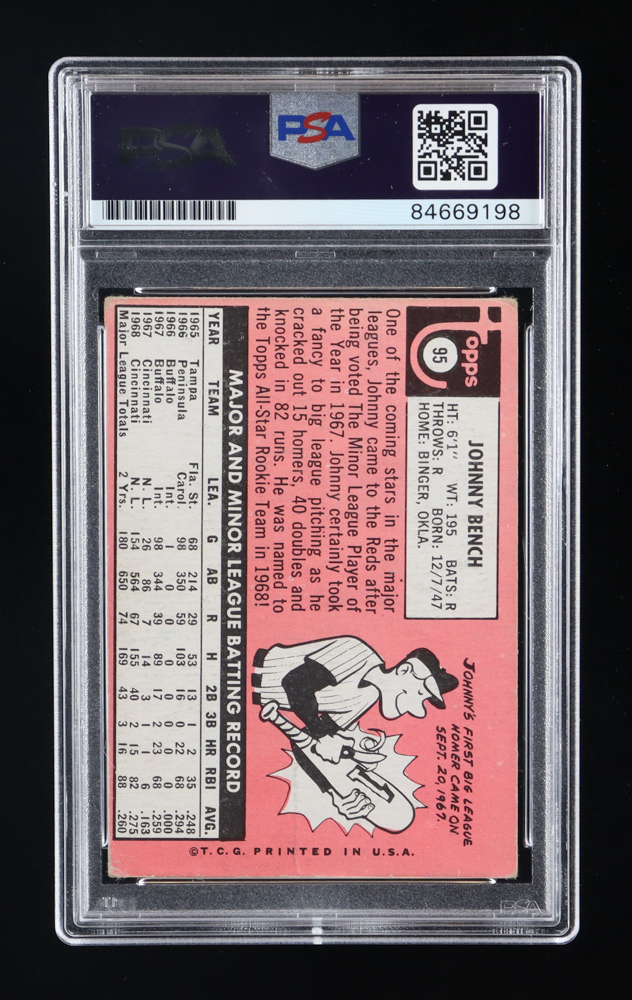 PSA
PSA
84669198
Topps
95
JOHNNY BENCH
HT: 6'1" WT: 195 BATS: R
THROWS: R BORN: 12/7/47
HOME: BINGER, OKLA.
One of the coming stars in the major
leagues, Johnny came to the Reds after
being voted The Minor League Player of
the Year in 1967. Johnny certainly took
a fancy to big league pitching as he
cracked out 15 homers, 40 doubles and
knocked in 82 runs. He was named to
the Topps All-Star Rookie Team in 1968!
JOHNNY'S FIRST BIG LEAGUE
HOMER CAME ON
SEPT. 20, 1967.
MAJOR AND MINOR LEAGUE BATTING RECORD
YEAR TEAM LEA. G AB R H 2B 3B HR RBI AVG.
1965 Tampa Fla. St. 68 214 29 53 13 1 2 35 .248
1966 Peninsula Carol. 98 350 59 103 16 0 22 68 .294
1966 Buffalo Int. 1 0 0 0 0 0 0 0 .000
1967 Buffalo Int. 98 344 39 89 17 2 23 68 .259
1967 Cincinnati N. L. 26 86 7 14 3 1 1 6 .163
1968 Cincinnati N. L. 154 564 67 155 40 2 15 82 .275
Major League Totals 2 Yrs. 180 650 74 169 43 3 16 88 .260
©T.C.G. PRINTED IN U.S.A.
PSA